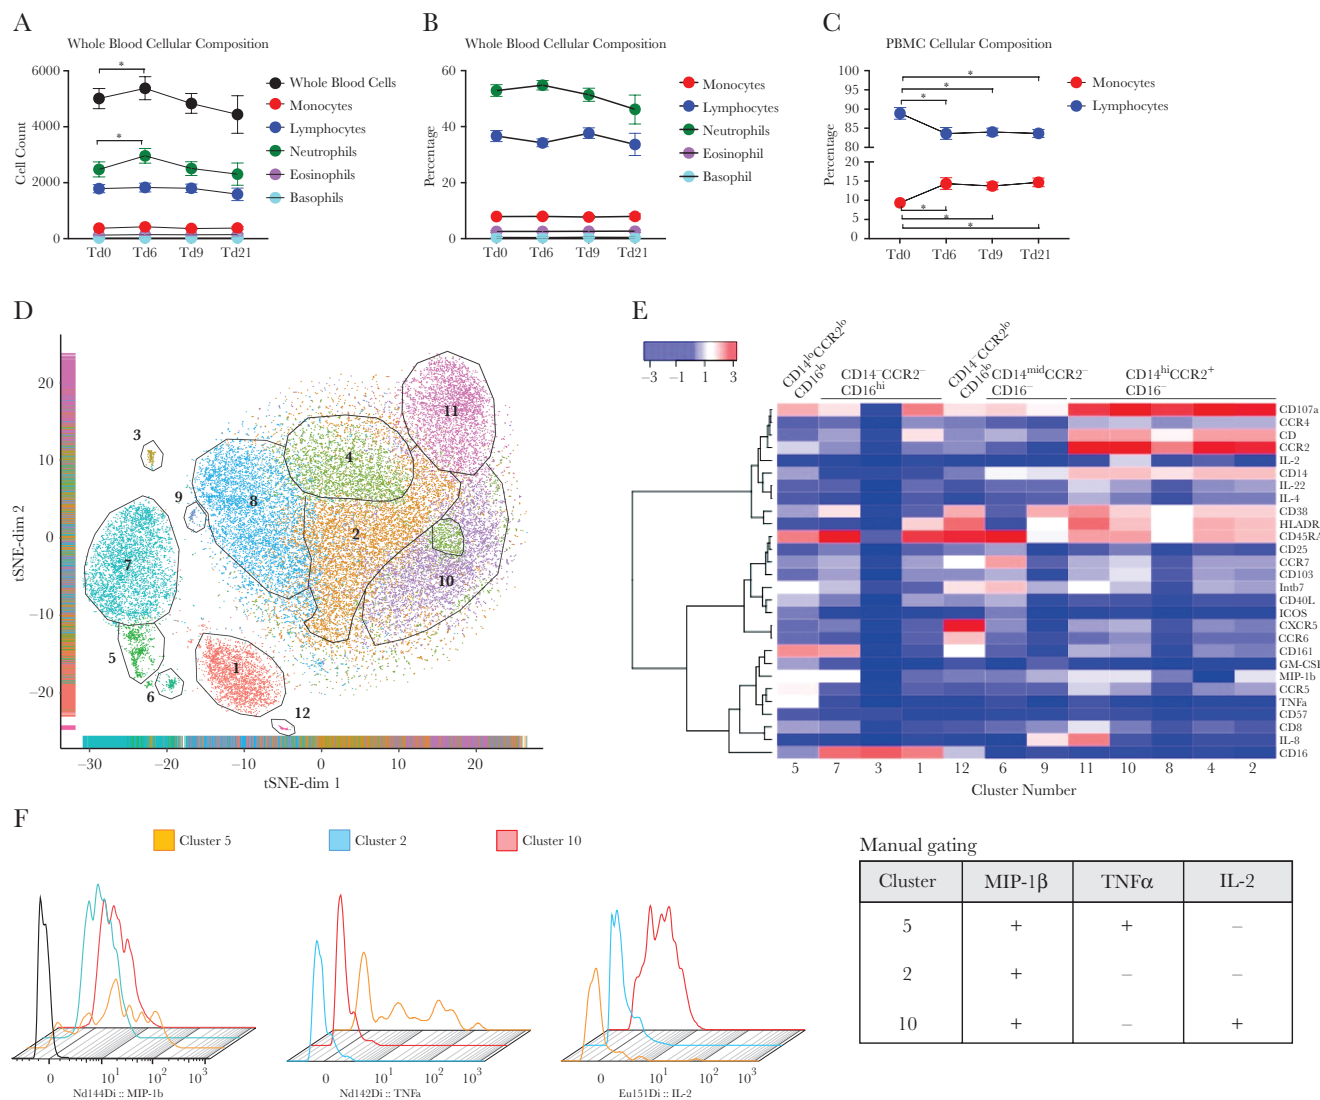 A
Whole Blood Cellular Composition
Cell Count
6000
4000
2000
0
*
*
Td0 Td6 Td9 Td21
Whole Blood Cells
Monocytes
Lymphocytes
Neutrophils
Eosinophils
Basophils
B
Whole Blood Cellular Composition
Percentage
60
40
20
0
Td0 Td6 Td9 Td21
Monocytes
Lymphocytes
Neutrophils
Eosinophil
Basophil
C
PBMC Cellular Composition
Percentage
100
95
90
85
80
20
15
10
5
0
*
*
*
*
*
*
Td0 Td6 Td9 Td21
Monocytes
Lymphocytes
D
tSNE-dim 2
20
10
0
−10
−20
−30 −20 −10 0 10 20
tSNE-dim 1
11
3
4
9
8
2
7
10
5
1
6
12
E
−3 −1 1 3
CD14loCCR2lo
CD16lo
CD14−CCR2−
CD16hi
CD14−CCR2lo
CD16lo
CD14midCCR2−
CD16−
CD14hiCCR2+
CD16−
CD107a
CCR4
CD
CCR2
IL-2
CD14
IL-22
IL-4
CD38
HLADR
CD45RA
CD25
CCR7
CD103
Intb7
CD40L
ICOS
CXCR5
CCR6
CD161
GM-CSF
MIP-1b
CCR5
TNFa
CD57
CD8
IL-8
CD16
5 7 3 1 12 6 9 11 10 8 4 2
Cluster Number
F
Cluster 5
Cluster 2
Cluster 10
0 10¹ 10² 10³
Nd144Di :: MIP-1b
0 10¹ 10² 10³
Nd142Di :: TNFa
0 10¹ 10² 10³
Eu151Di :: IL-2
Manual gating
Cluster MIP-1β TNFα IL-2
5 + + –
2 + – –
10 + – +